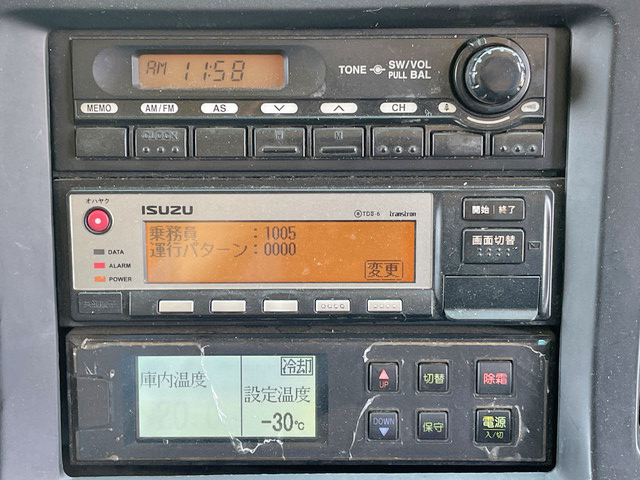 AM 11:58
TONE SW/VOL
PULL BAL
MEMO AM/FM AS CH
CLOCK
オハヤク
ISUZU
TDⅡ-6 transtron
開始 終了
乗務員 :1005
運行パターン:0000
画面切替
変更
DATA
ALARM
POWER
冷却
庫内温度
設定温度
-30℃
UP 切替 除霜
DOWN 保守 電源
入/切